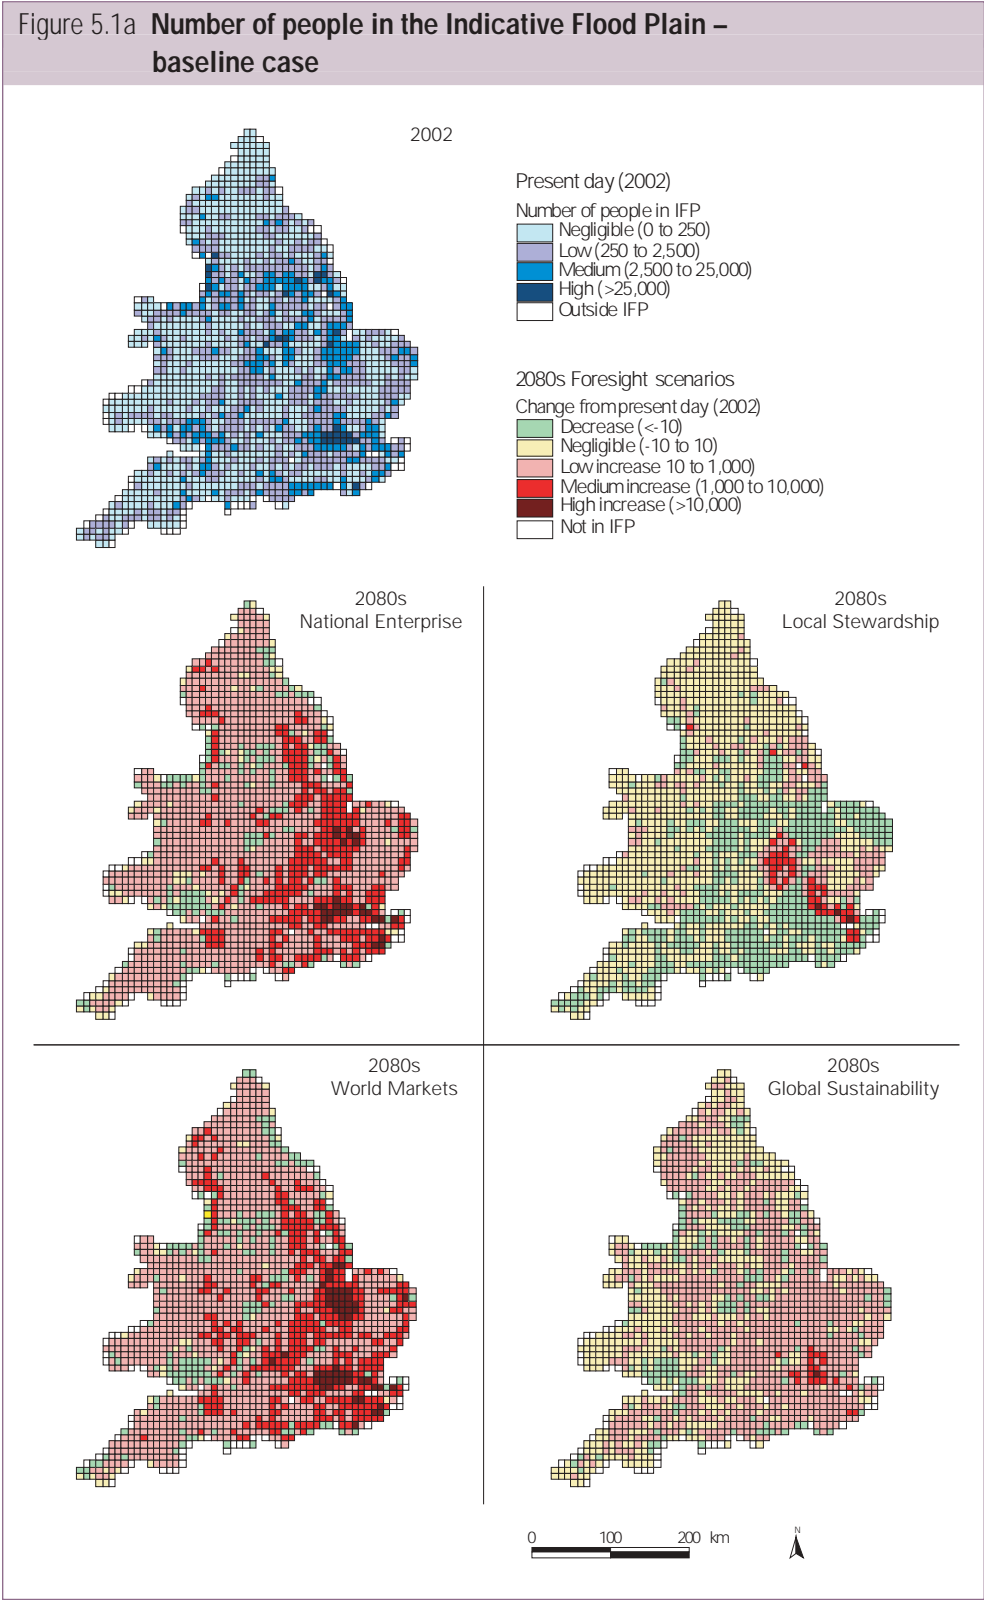 Figure 5.1a Number of people in the Indicative Flood Plain –
baseline case
2002
Present day (2002)
Number of people in IFP
Negligible (0 to 250)
Low (250 to 2,500)
Medium (2,500 to 25,000)
High (>25,000)
Outside IFP
2080s Foresight scenarios
Change from present day (2002)
Decrease (<-10)
Negligible (-10 to 10)
Low increase 10 to 1,000)
Medium increase (1,000 to 10,000)
High increase (>10,000)
Not in IFP
2080s
National Enterprise
2080s
Local Stewardship
2080s
World Markets
2080s
Global Sustainability
0 100 200 km
N